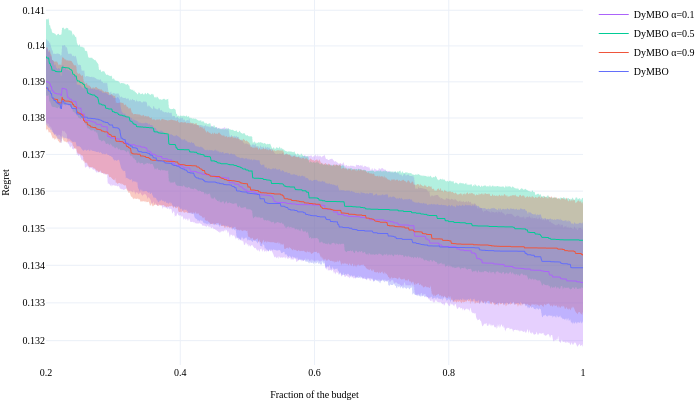 0.141
0.14
0.139
0.138
0.137
0.136
0.135
0.134
0.133
0.132
Regret
0.2
0.4
0.6
0.8
1
Fraction of the budget
DyMBO α=0.1
DyMBO α=0.5
DyMBO α=0.9
DyMBO